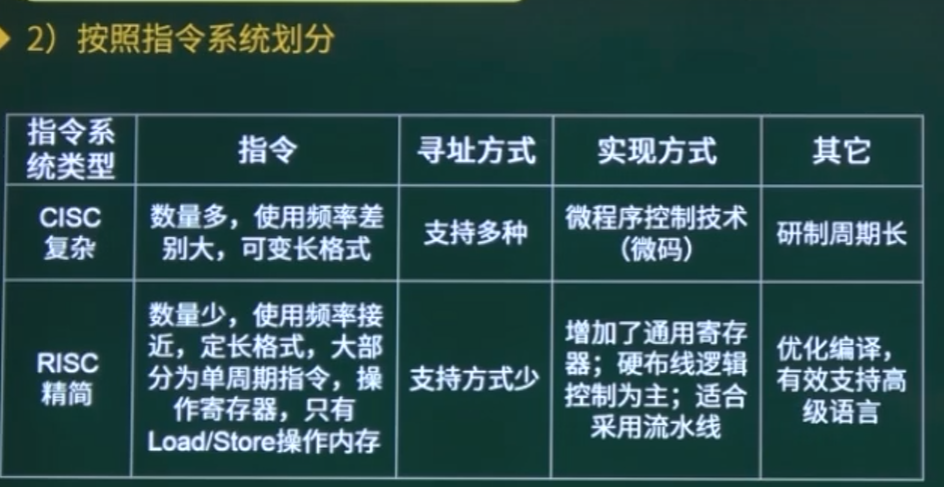 2）按照指令系统划分
指令系
统类型
指令
寻址方式
实现方式
其它
CISC
复杂
数量多，使用频率差
别大，可变长格式
支持多种
微程序控制技术
（微码）
研制周期长
RISC
精简
数量少，使用频率接
近，定长格式，大部
分为单周期指令，操
作寄存器，只有
Load/Store操作内存
支持方式少
增加了通用寄存
器；硬布线逻辑
控制为主；适合
采用流水线
优化编译，
有效支持高
级语言